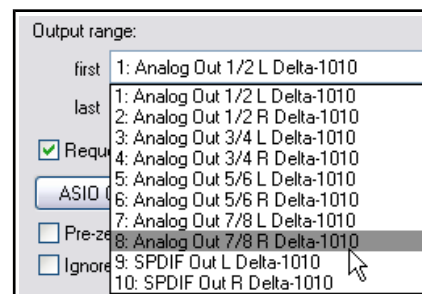 Output range:
first 1: Analog Out 1/2 L Delta-1010
last
1: Analog Out 1/2 L Delta-1010
2: Analog Out 1/2 R Delta-1010
3: Analog Out 3/4 L Delta-1010
4: Analog Out 3/4 R Delta-1010
5: Analog Out 5/6 L Delta-1010
6: Analog Out 5/6 R Delta-1010
7: Analog Out 7/8 L Delta-1010
8: Analog Out 7/8 R Delta-1010
9: SPDIF Out L Delta-1010
10: SPDIF Out R Delta-1010
ASIO
Ignore